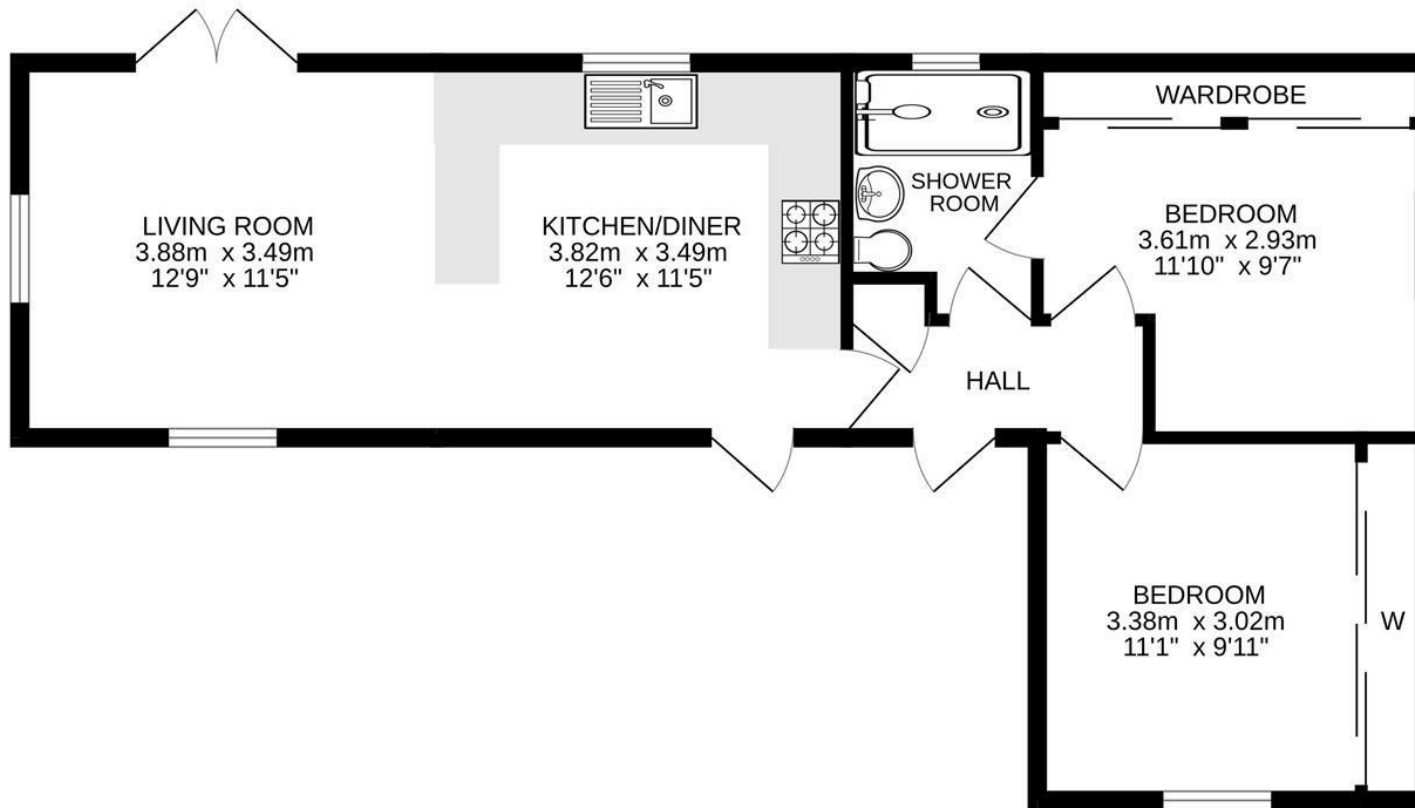 WARDROBE
SHOWER
ROOM
LIVING ROOM
3.88m x 3.49m
12'9" x 11'5"
KITCHEN/DINER
3.82m x 3.49m
12'6" x 11'5"
BEDROOM
3.61m x 2.93m
11'10" x 9'7"
HALL
BEDROOM
3.38m x 3.02m
11'1" x 9'11"
W